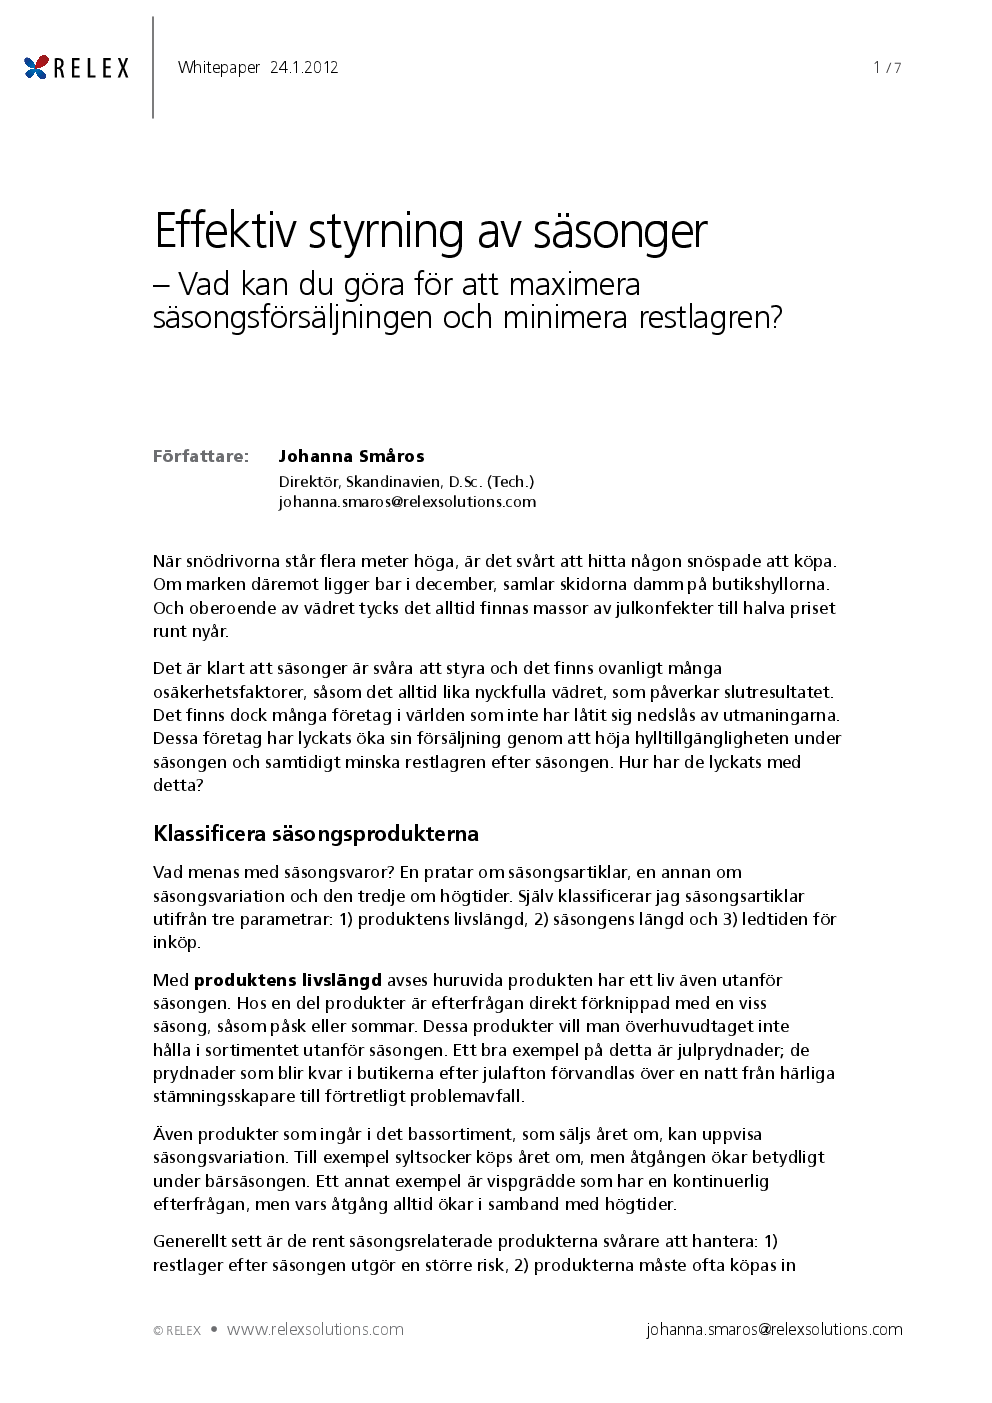 RELEX
Whitepaper 24.1.2012
1 / 7
Effektiv styrning av säsonger
– Vad kan du göra för att maximera
säsongsförsäljningen och minimera restlagren?
Författare:
Johanna Småros
Direktör, Skandinavien, D.Sc. (Tech.)
johanna.smaros@relexsolutions.com
När snödrivorna står flera meter höga, är det svårt att hitta någon snöspade att köpa.
Om marken däremot ligger bar i december, samlar skidorna damm på butikshyllorna.
Och oberoende av vädret tycks det alltid finnas massor av julkonfekter till halva priset
runt nyår.
Det är klart att säsonger är svåra att styra och det finns ovanligt många
osäkerhetsfaktorer, såsom det alltid lika nyckfulla vädret, som påverkar slutresultatet.
Det finns dock många företag i världen som inte har låtit sig nedslås av utmaningarna.
Dessa företag har lyckats öka sin försäljning genom att höja hylltillgängligheten under
säsongen och samtidigt minska restlagren efter säsongen. Hur har de lyckats med
detta?
Klassificera säsongsprodukterna
Vad menas med säsongsvaror? En pratar om säsongsartiklar, en annan om
säsongsvariation och den tredje om högtider. Själv klassificerar jag säsongsartiklar
utifrån tre parametrar: 1) produktens livslängd, 2) säsongens längd och 3) ledtiden för
inköp.
Med produktens livslängd avses huruvida produkten har ett liv även utanför
säsongen. Hos en del produkter är efterfrågan direkt förknippad med en viss
säsong, såsom påsk eller sommar. Dessa produkter vill man överhuvudtaget inte
hålla i sortimentet utanför säsongen. Ett bra exempel på detta är julprydnader; de
prydnader som blir kvar i butikerna efter julafton förvandlas över en natt från härliga
stämningsskapare till förtretligt problemavfall.
Även produkter som ingår i det bassortiment, som säljs året om, kan uppvisa
säsongsvariation. Till exempel syltsocker köps året om, men åtgången ökar betydligt
under bärsäsongen. Ett annat exempel är vispgrädde som har en kontinuerlig
efterfrågan, men vars åtgång alltid ökar i samband med högtider.
Generellt sett är de rent säsongsrelaterade produkterna svårare att hantera: 1)
restlager efter säsongen utgör en större risk, 2) produkterna måste ofta köpas in
© RELEX • www.relexsolutions.com
johanna.smaros@relexsolutions.com